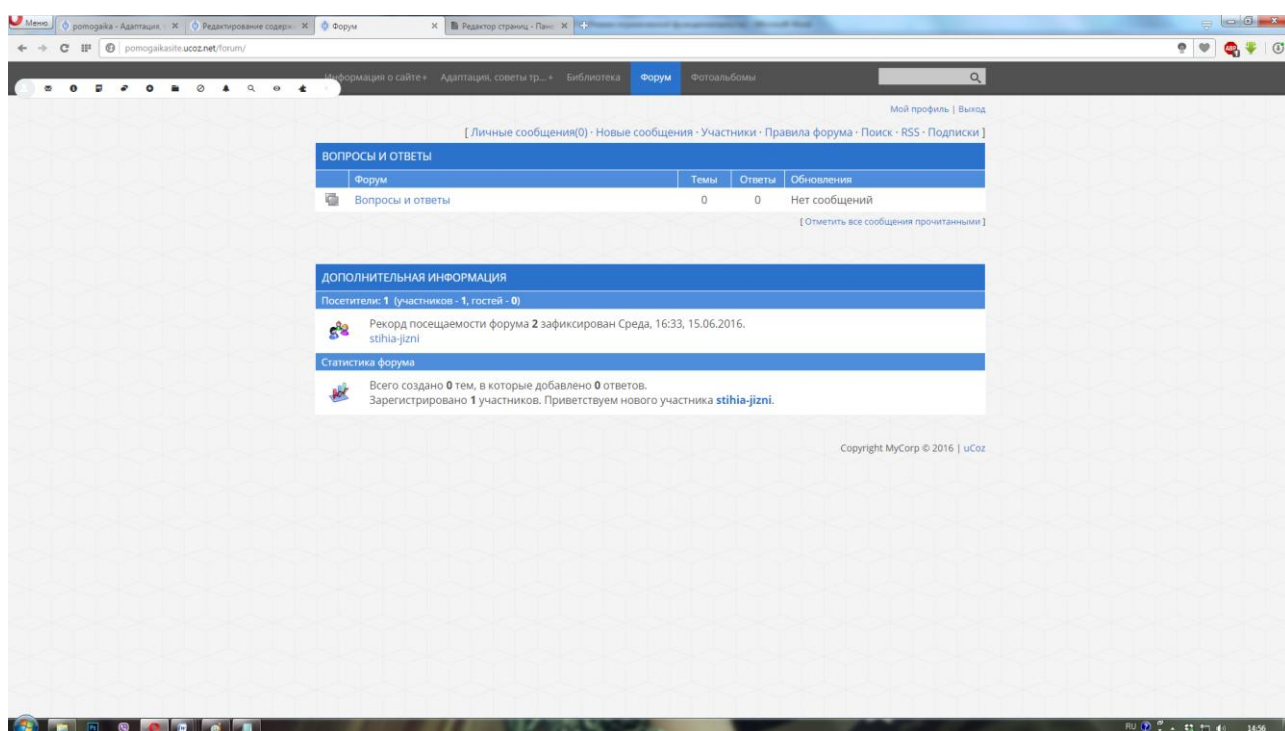 Меню
pomogaika - Адаптация,
Редактирование содерж
Форум
Редактор страниц - Пане
pomogaikasite.ucoz.net/forum/
Информация о сайте+ Адаптация, советы тр...+ Библиотека Форум Фотоальбомы
Мой профиль | Выход
[ Личные сообщения(0) · Новые сообщения · Участники · Правила форума · Поиск · RSS · Подписки ]
ВОПРОСЫ И ОТВЕТЫ
Форум Темы Ответы Обновления
Вопросы и ответы 0 0 Нет сообщений
[ Отметить все сообщения прочитанными ]
ДОПОЛНИТЕЛЬНАЯ ИНФОРМАЦИЯ
Посетители: 1 (участников - 1, гостей - 0)
Рекорд посещаемости форума 2 зафиксирован Среда, 16:33, 15.06.2016.
stihia-jizni
Статистика форума
Всего создано 0 тем, в которые добавлено 0 ответов.
Зарегистрировано 1 участников. Приветствуем нового участника stihia-jizni.
Copyright MyCorp © 2016 | uCoz
RU 14:56